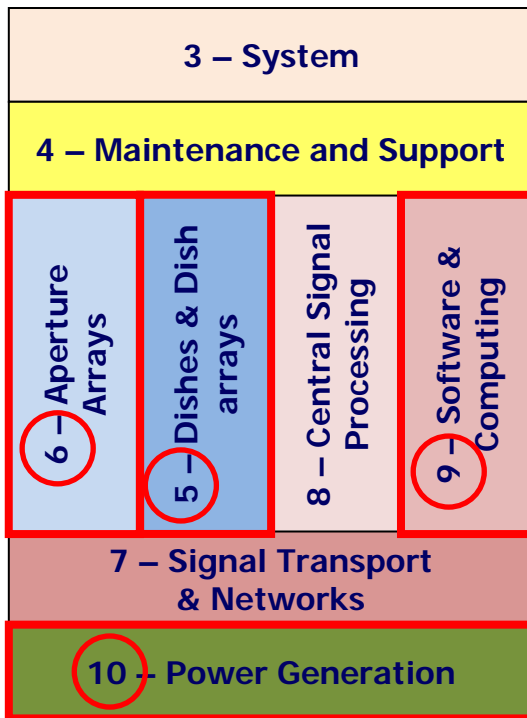 3 – System
4 – Maintenance and Support
6 – Aperture
Arrays
5 – Dishes & Dish
arrays
8 – Central Signal
Processing
9 – Software &
Computing
7 – Signal Transport
& Networks
10 – Power Generation